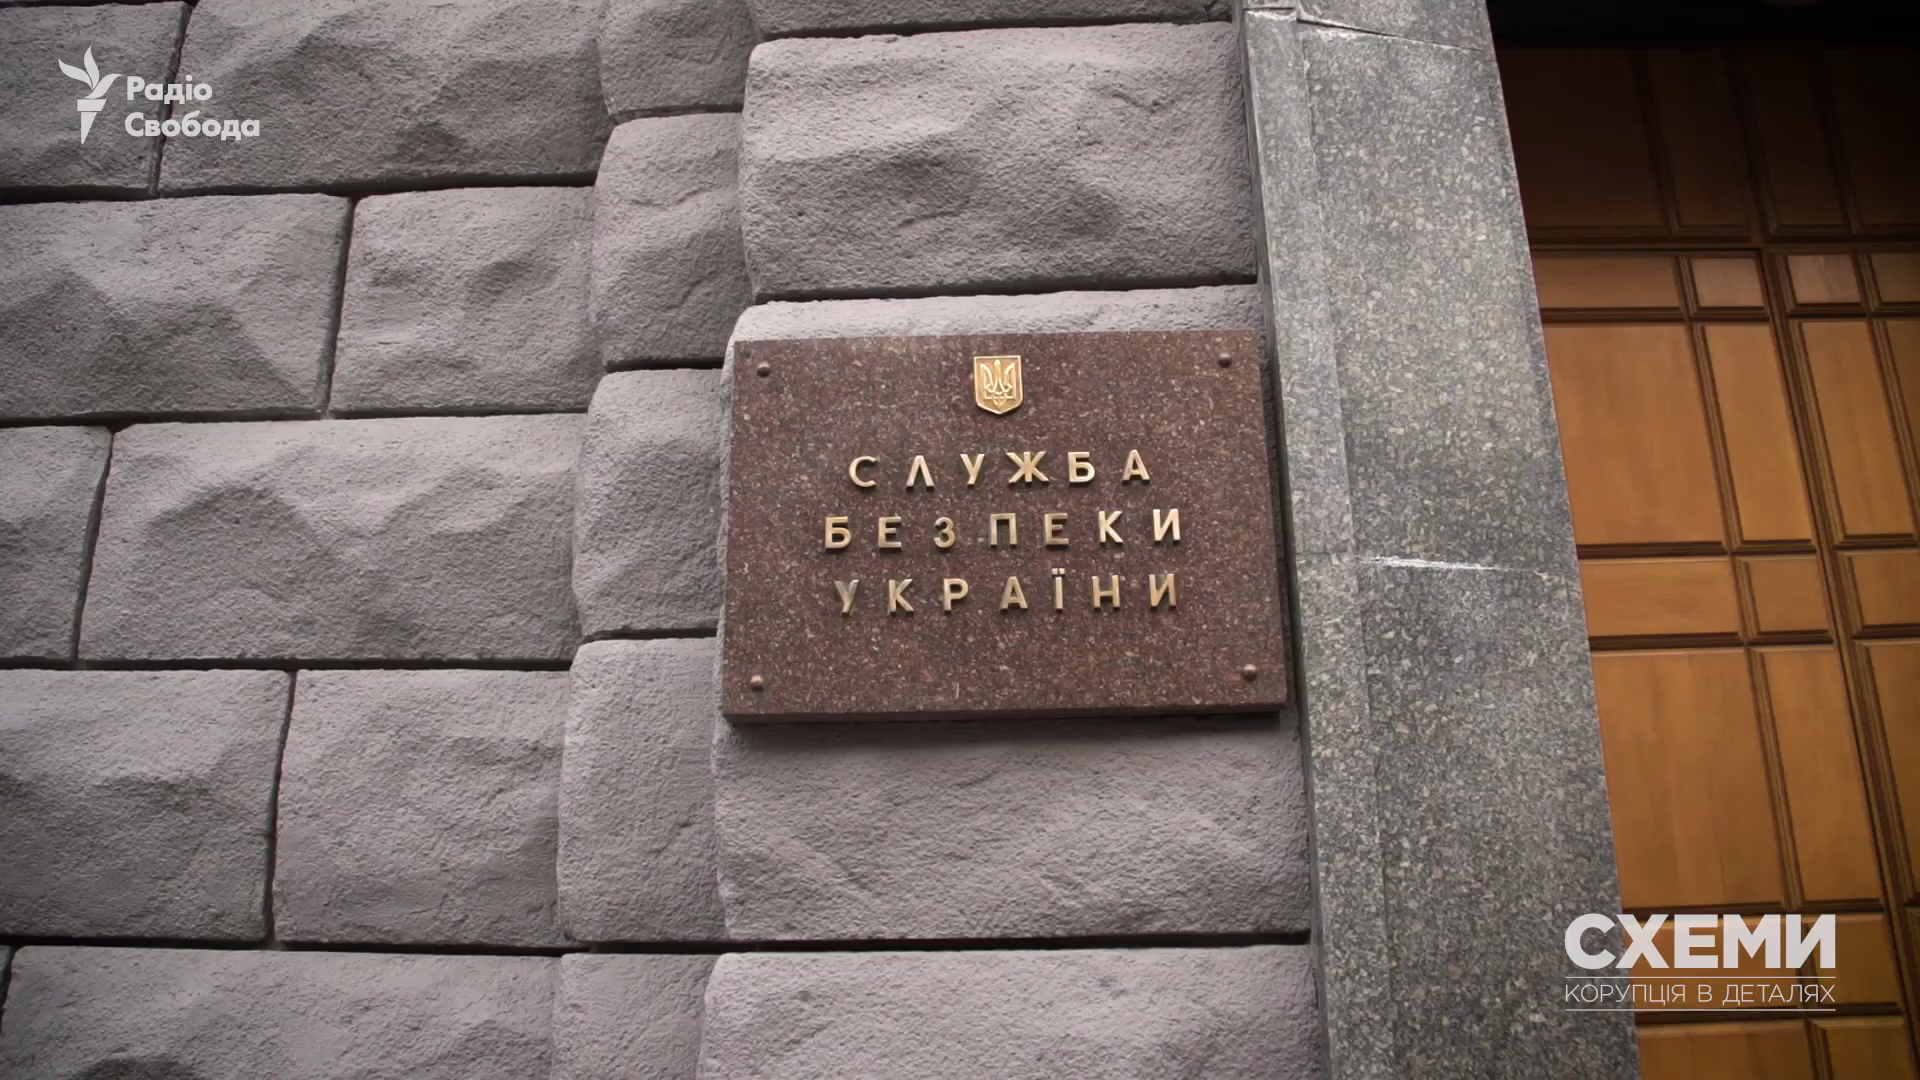 Радіо
Свобода
СЛУЖБА
БЕЗПЕКИ
УКРАЇНИ
СХЕМИ
КОРУПЦІЯ В ДЕТАЛЯХ